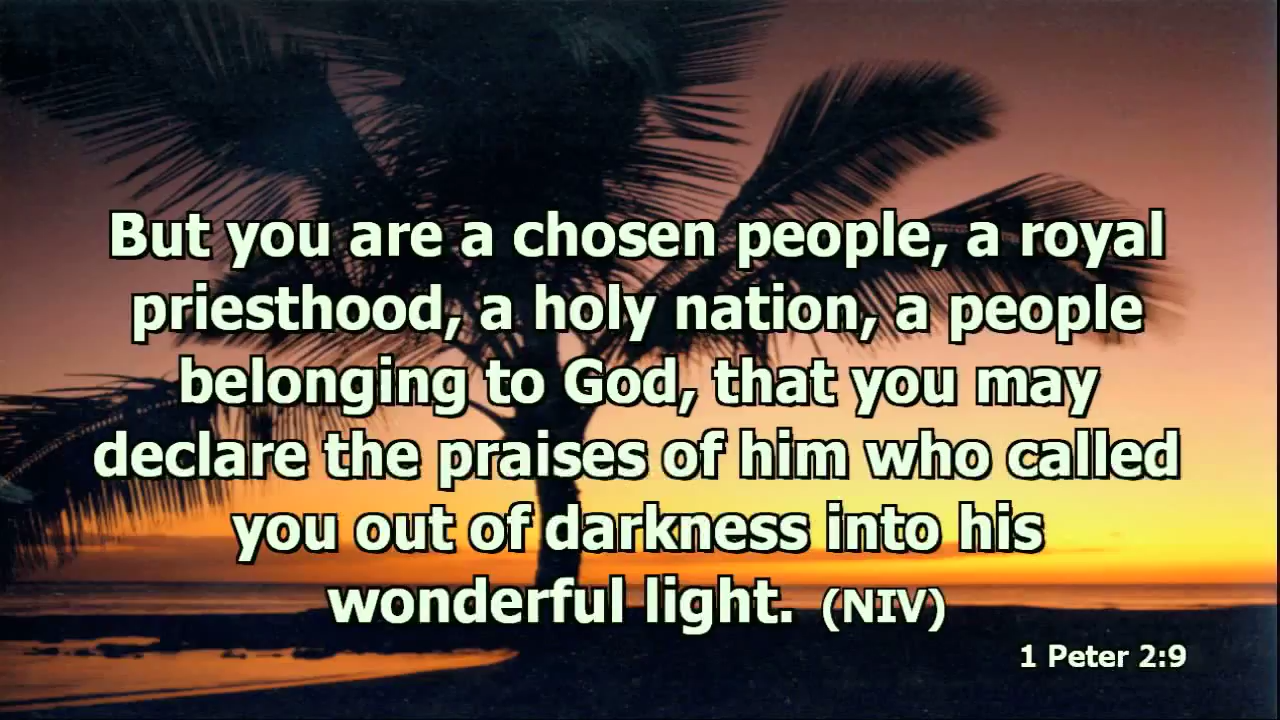 But you are a chosen people, a royal
priesthood, a holy nation, a people
belonging to God, that you may
declare the praises of him who called
you out of darkness into his
wonderful light. (NIV)
1 Peter 2:9